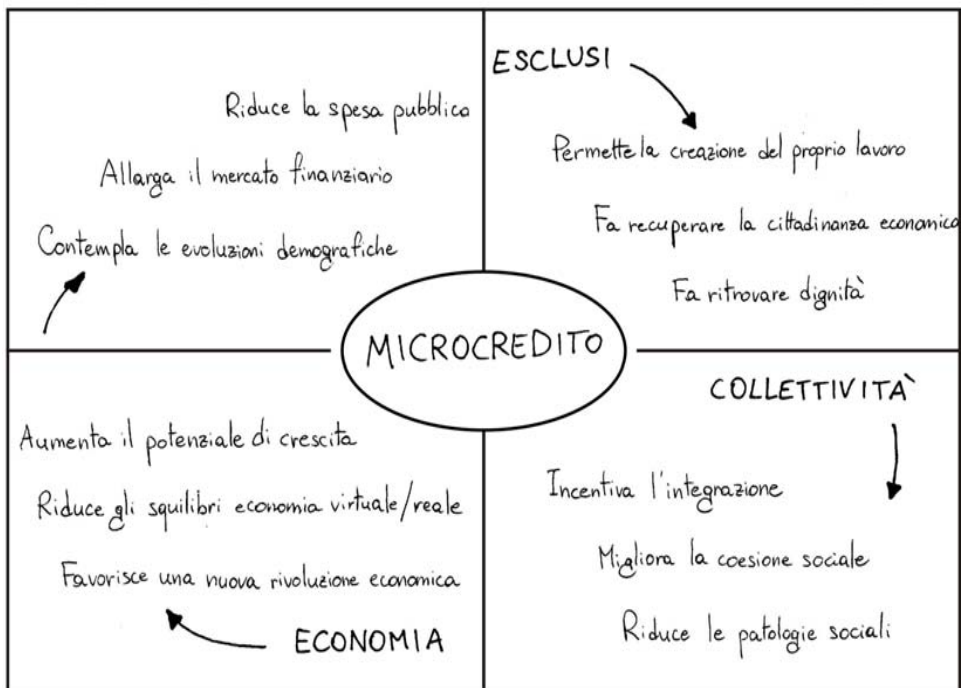 Riduce la spesa pubblica
Allarga il mercato finanziario
Contempla le evoluzioni demografiche
ESCLUSI
Permette la creazione del proprio lavoro
Fa recuperare la cittadinanza economica
Fa ritrovare dignità
MICROCREDITO
Aumenta il potenziale di crescita
Riduce gli squilibri economia virtuale/reale
Favorisce una nuova rivoluzione economica
ECONOMIA
COLLETTIVITÀ
Incentiva l'integrazione
Migliora la coesione sociale
Riduce le patologie sociali